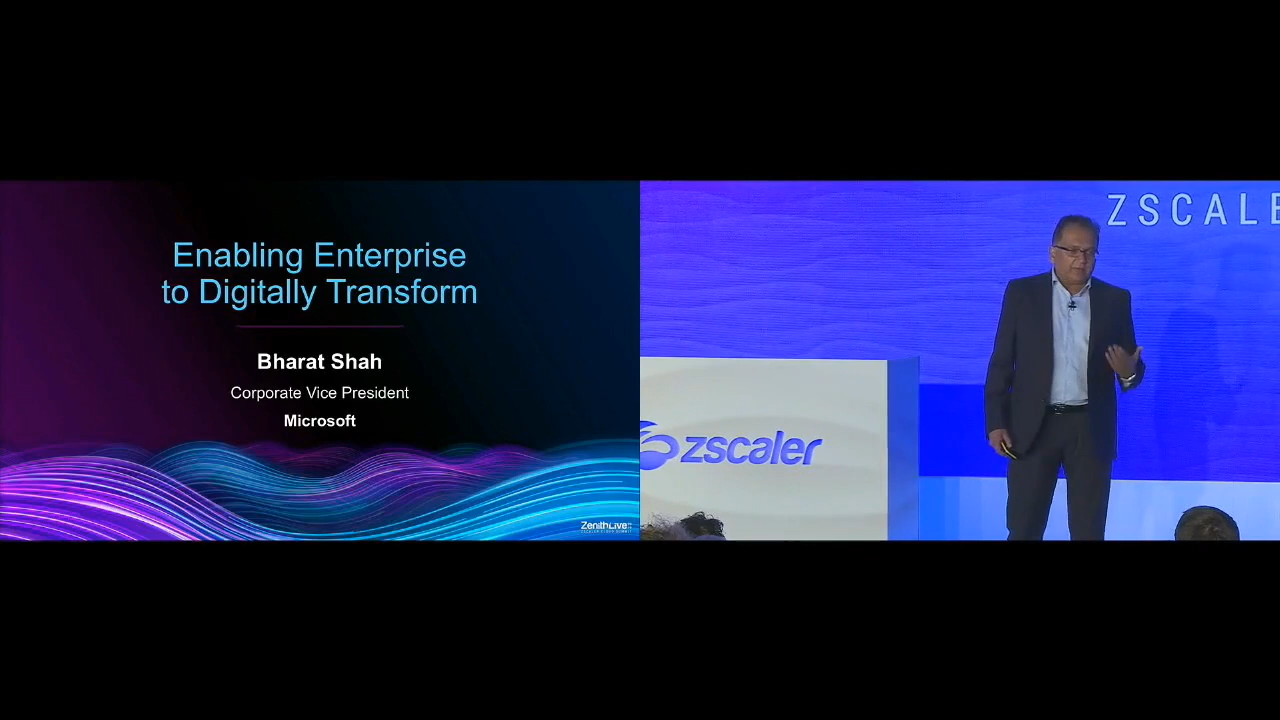 Enabling Enterprise
to Digitally Transform
Bharat Shah
Corporate Vice President
Microsoft
ZenithLive
ZSCALE
zscaler